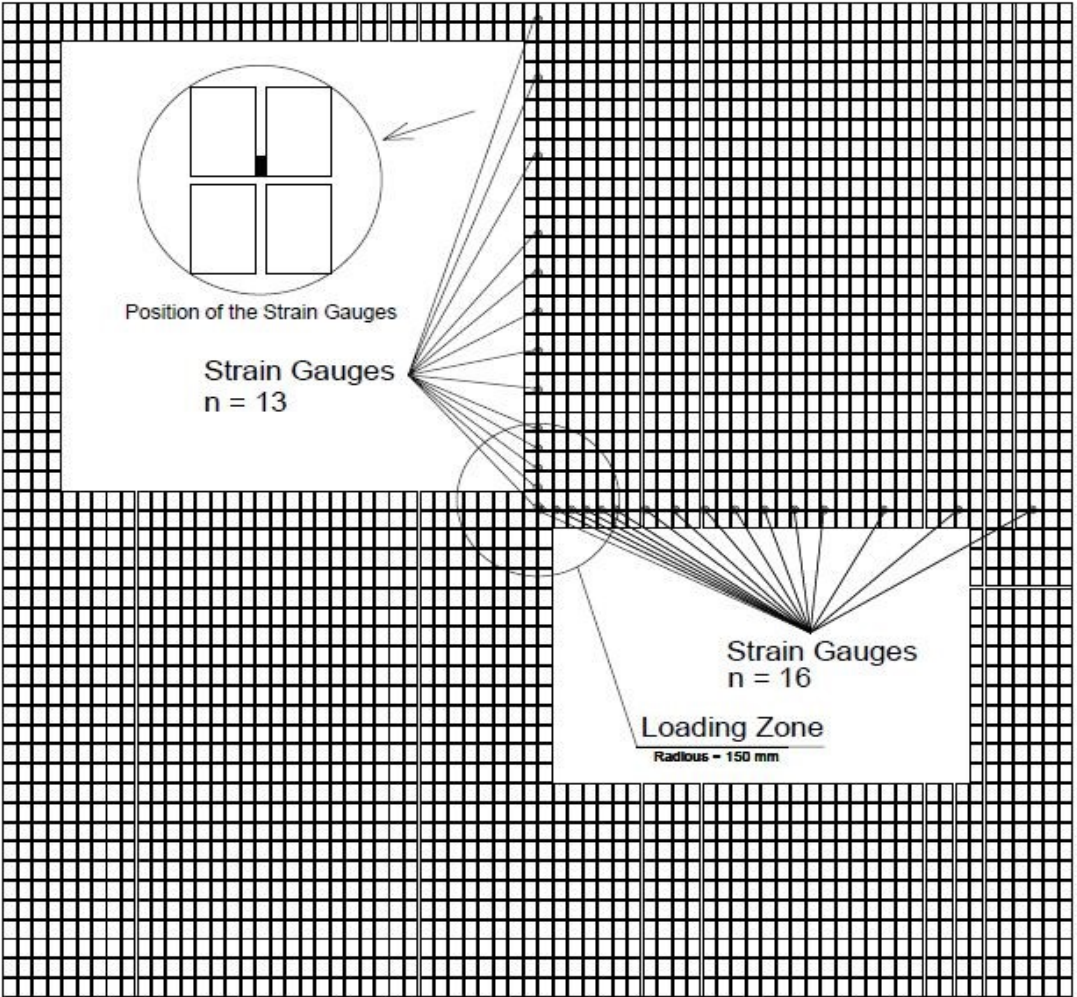 Position of the Strain Gauges
Strain Gauges
n = 13
Strain Gauges
n = 16
Loading Zone
Radious = 150 mm